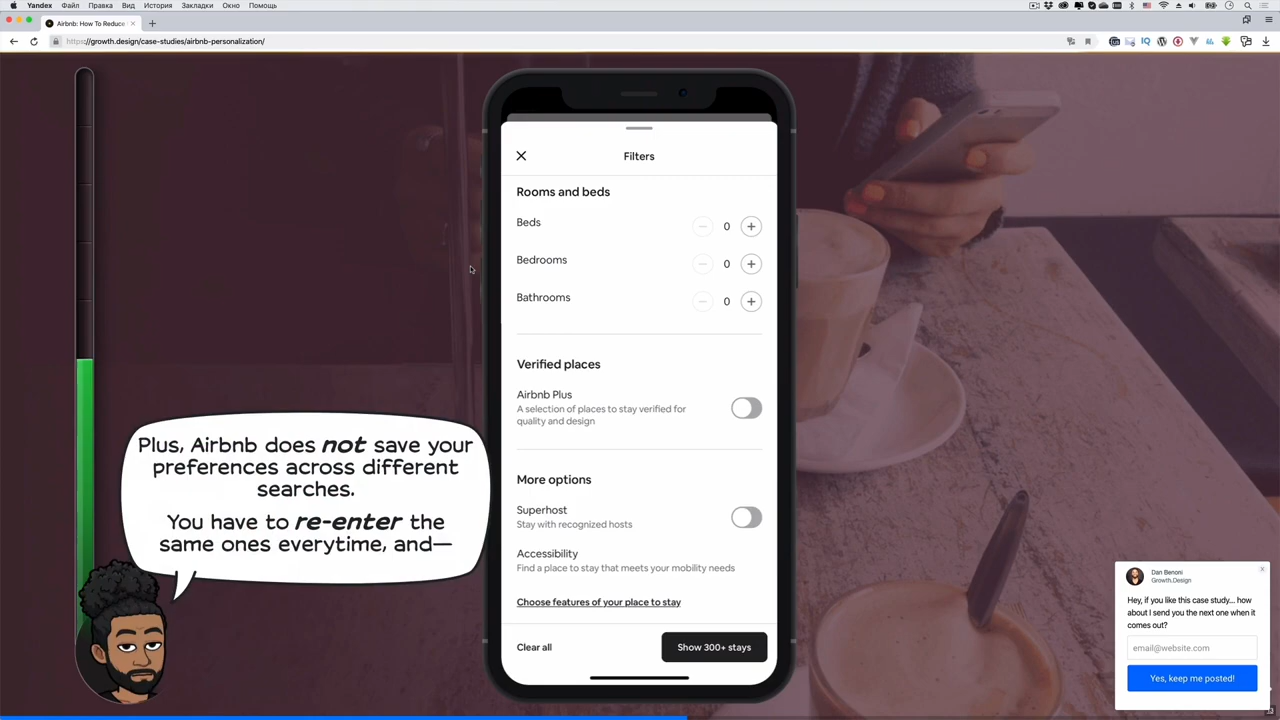 Yandex Файл Правка Вид История Закладки Окно Помощь
Airbnb: How To Reduce
https://growth.design/case-studies/airbnb-personalization/
Filters
Rooms and beds
Beds 0
Bedrooms 0
Bathrooms 0
Verified places
Airbnb Plus
A selection of places to stay verified for
quality and design
More options
Superhost
Stay with recognized hosts
Accessibility
Find a place to stay that meets your mobility needs
Choose features of your place to stay
Clear all Show 300+ stays
Plus, Airbnb does not save your
preferences across different
searches.
You have to re-enter the
same ones everytime, and—
Dan Benoni
Growth.Design
Hey, if you like this case study... how
about I send you the next one when it
comes out?
email@website.com
Yes, keep me posted!